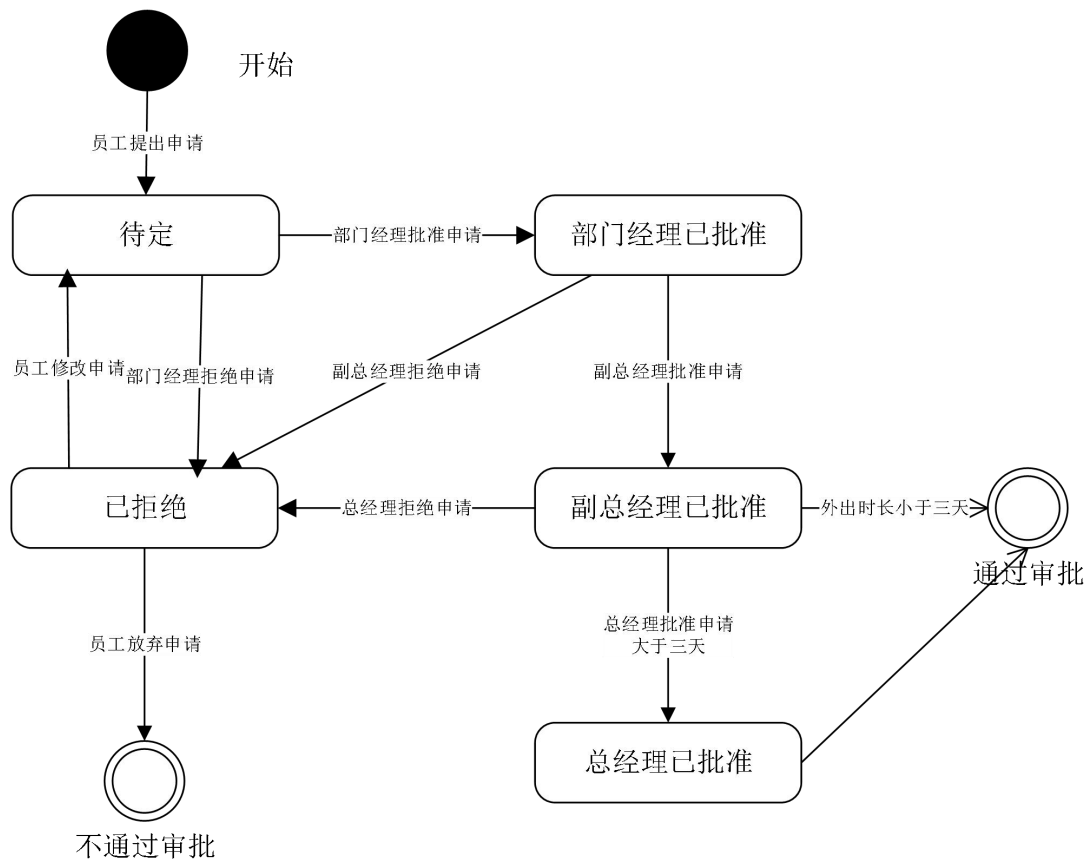 开始
员工提出申请
待定
部门经理批准申请
部门经理已批准
员工修改申请
部门经理拒绝申请
副总经理拒绝申请
副总经理批准申请
已拒绝
总经理拒绝申请
副总经理已批准
外出时长小于三天
通过审批
员工放弃申请
总经理批准申请
大于三天
总经理已批准
不通过审批